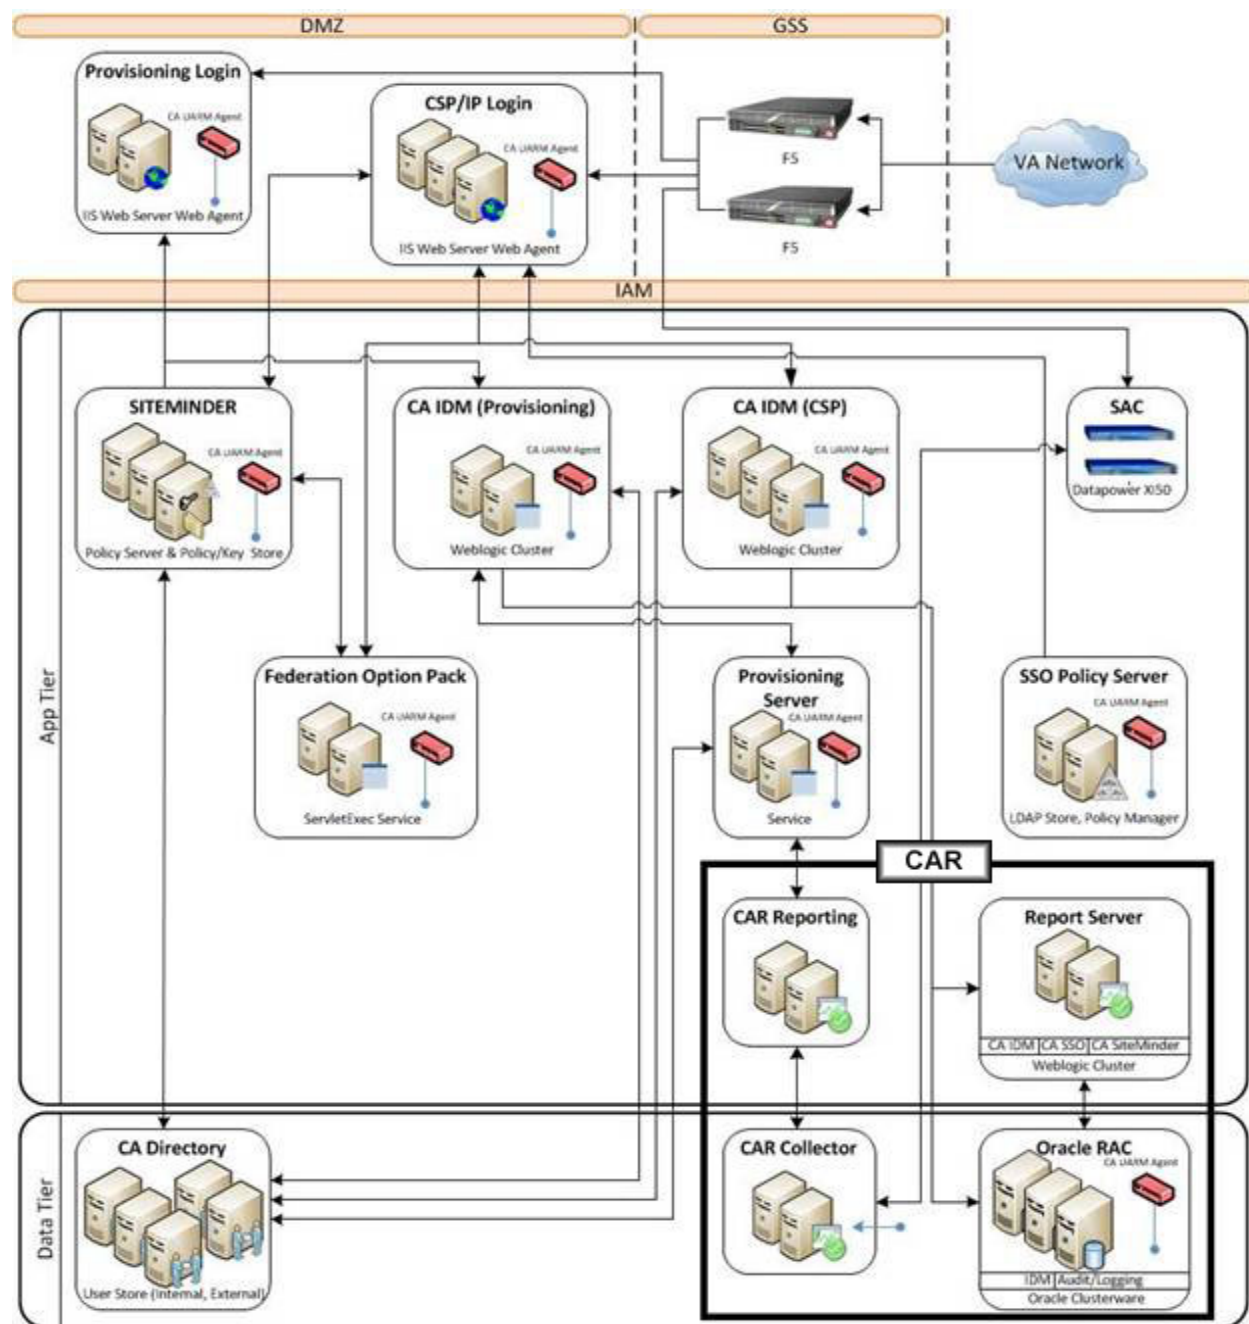 DMZ
GSS
Provisioning Login
CA UARM Agent
IIS Web Server Web Agent
CSP/IP Login
CA UARM Agent
IIS Web Server Web Agent
F5
F5
VA Network
IAM
App Tier
SITEMINDER
CA UARM Agent
Policy Server & Policy/Key Store
CA IDM (Provisioning)
CA UARM Agent
Weblogic Cluster
CA IDM (CSP)
CA UARM Agent
Weblogic Cluster
SAC
Datapower XI50
Federation Option Pack
CA UARM Agent
ServletExec Service
Provisioning
Server
CA UARM Agent
Service
SSO Policy Server
CA UARM Agent
LDAP Store, Policy Manager
CAR
CAR Reporting
Report Server
CA IDM CA SSO CA SiteMinder
Weblogic Cluster
Data Tier
CA Directory
User Store (Internal, External)
CAR Collector
Oracle RAC
CA UARM Agent
IDM Audit/Logging
Oracle Clusterware